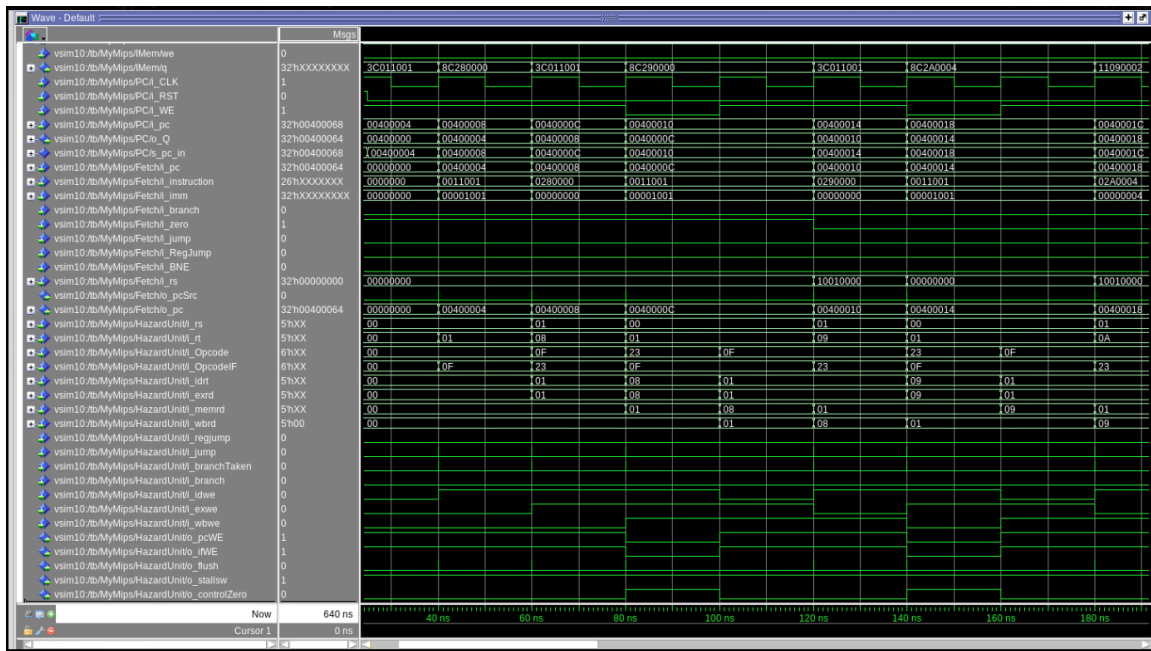 Wave - Default
Msgs
vsim10:/tb/MyMips/IMem/we 0
vsim10:/tb/MyMips/IMem/q 32'hXXXXXXXX 3C011001 8C280000 3C011001 8C290000 3C011001 8C2A0004 11090002
vsim10:/tb/MyMips/PC/i_CLK 1
vsim10:/tb/MyMips/PC/i_RST 0
vsim10:/tb/MyMips/PC/i_WE 1
vsim10:/tb/MyMips/PC/i_pc 32'h00400068 00400004 00400008 0040000C 00400010 00400014 00400018 0040001C
vsim10:/tb/MyMips/PC/o_Q 32'h00400064 00400000 00400004 00400008 0040000C 00400010 00400014 00400018
vsim10:/tb/MyMips/PC/s_pc_in 32'h00400068 00400004 00400008 0040000C 00400010 00400014 00400018 0040001C
vsim10:/tb/MyMips/Fetch/i_pc 32'h00400064 00000000 00400004 00400008 0040000C 00400010 00400014 00400018
vsim10:/tb/MyMips/Fetch/i_instruction 26'hXXXXXXX 0000000 0011001 0280000 0011001 0290000 0011001 02A0004
vsim10:/tb/MyMips/Fetch/i_imm 32'hXXXXXXXX 00000000 00001001 00000000 00001001 00000000 00001001 00000004
vsim10:/tb/MyMips/Fetch/i_branch 0
vsim10:/tb/MyMips/Fetch/i_zero 1
vsim10:/tb/MyMips/Fetch/i_jump 0
vsim10:/tb/MyMips/Fetch/i_RegJump 0
vsim10:/tb/MyMips/Fetch/i_BNE 0
vsim10:/tb/MyMips/Fetch/i_rs 32'h00000000 00000000 10010000 00000000 10010000
vsim10:/tb/MyMips/Fetch/o_pcSrc 0
vsim10:/tb/MyMips/Fetch/o_pc 32'h00400064 00000000 00400004 00400008 0040000C 00400010 00400014 00400018
vsim10:/tb/MyMips/HazardUnit/i_rs 5'hXX 00 01 00 01 00 01
vsim10:/tb/MyMips/HazardUnit/i_rt 5'hXX 00 01 08 01 09 01 0A
vsim10:/tb/MyMips/HazardUnit/i_Opcode 6'hXX 00 0F 23 0F 23 0F
vsim10:/tb/MyMips/HazardUnit/i_OpcodeIF 6'hXX 00 0F 23 0F 23 0F 23
vsim10:/tb/MyMips/HazardUnit/i_idrt 5'hXX 00 01 08 01 09 01
vsim10:/tb/MyMips/HazardUnit/i_exrd 5'hXX 00 01 08 01 09 01
vsim10:/tb/MyMips/HazardUnit/i_memrd 5'hXX 00 01 08 01 09 01
vsim10:/tb/MyMips/HazardUnit/i_wbrd 5'h00 00 01 08 01 09
vsim10:/tb/MyMips/HazardUnit/i_regjump 0
vsim10:/tb/MyMips/HazardUnit/i_jump 0
vsim10:/tb/MyMips/HazardUnit/i_branchTaken 0
vsim10:/tb/MyMips/HazardUnit/i_branch 0
vsim10:/tb/MyMips/HazardUnit/i_idwe 0
vsim10:/tb/MyMips/HazardUnit/i_exwe 0
vsim10:/tb/MyMips/HazardUnit/i_wbwe 0
vsim10:/tb/MyMips/HazardUnit/o_pcWE 1
vsim10:/tb/MyMips/HazardUnit/o_ifWE 1
vsim10:/tb/MyMips/HazardUnit/o_flush 0
vsim10:/tb/MyMips/HazardUnit/o_stallsw 1
vsim10:/tb/MyMips/HazardUnit/o_controlZero 0
Now 640 ns 40 ns 60 ns 80 ns 100 ns 120 ns 140 ns 160 ns 180 ns
Cursor 1 0 ns